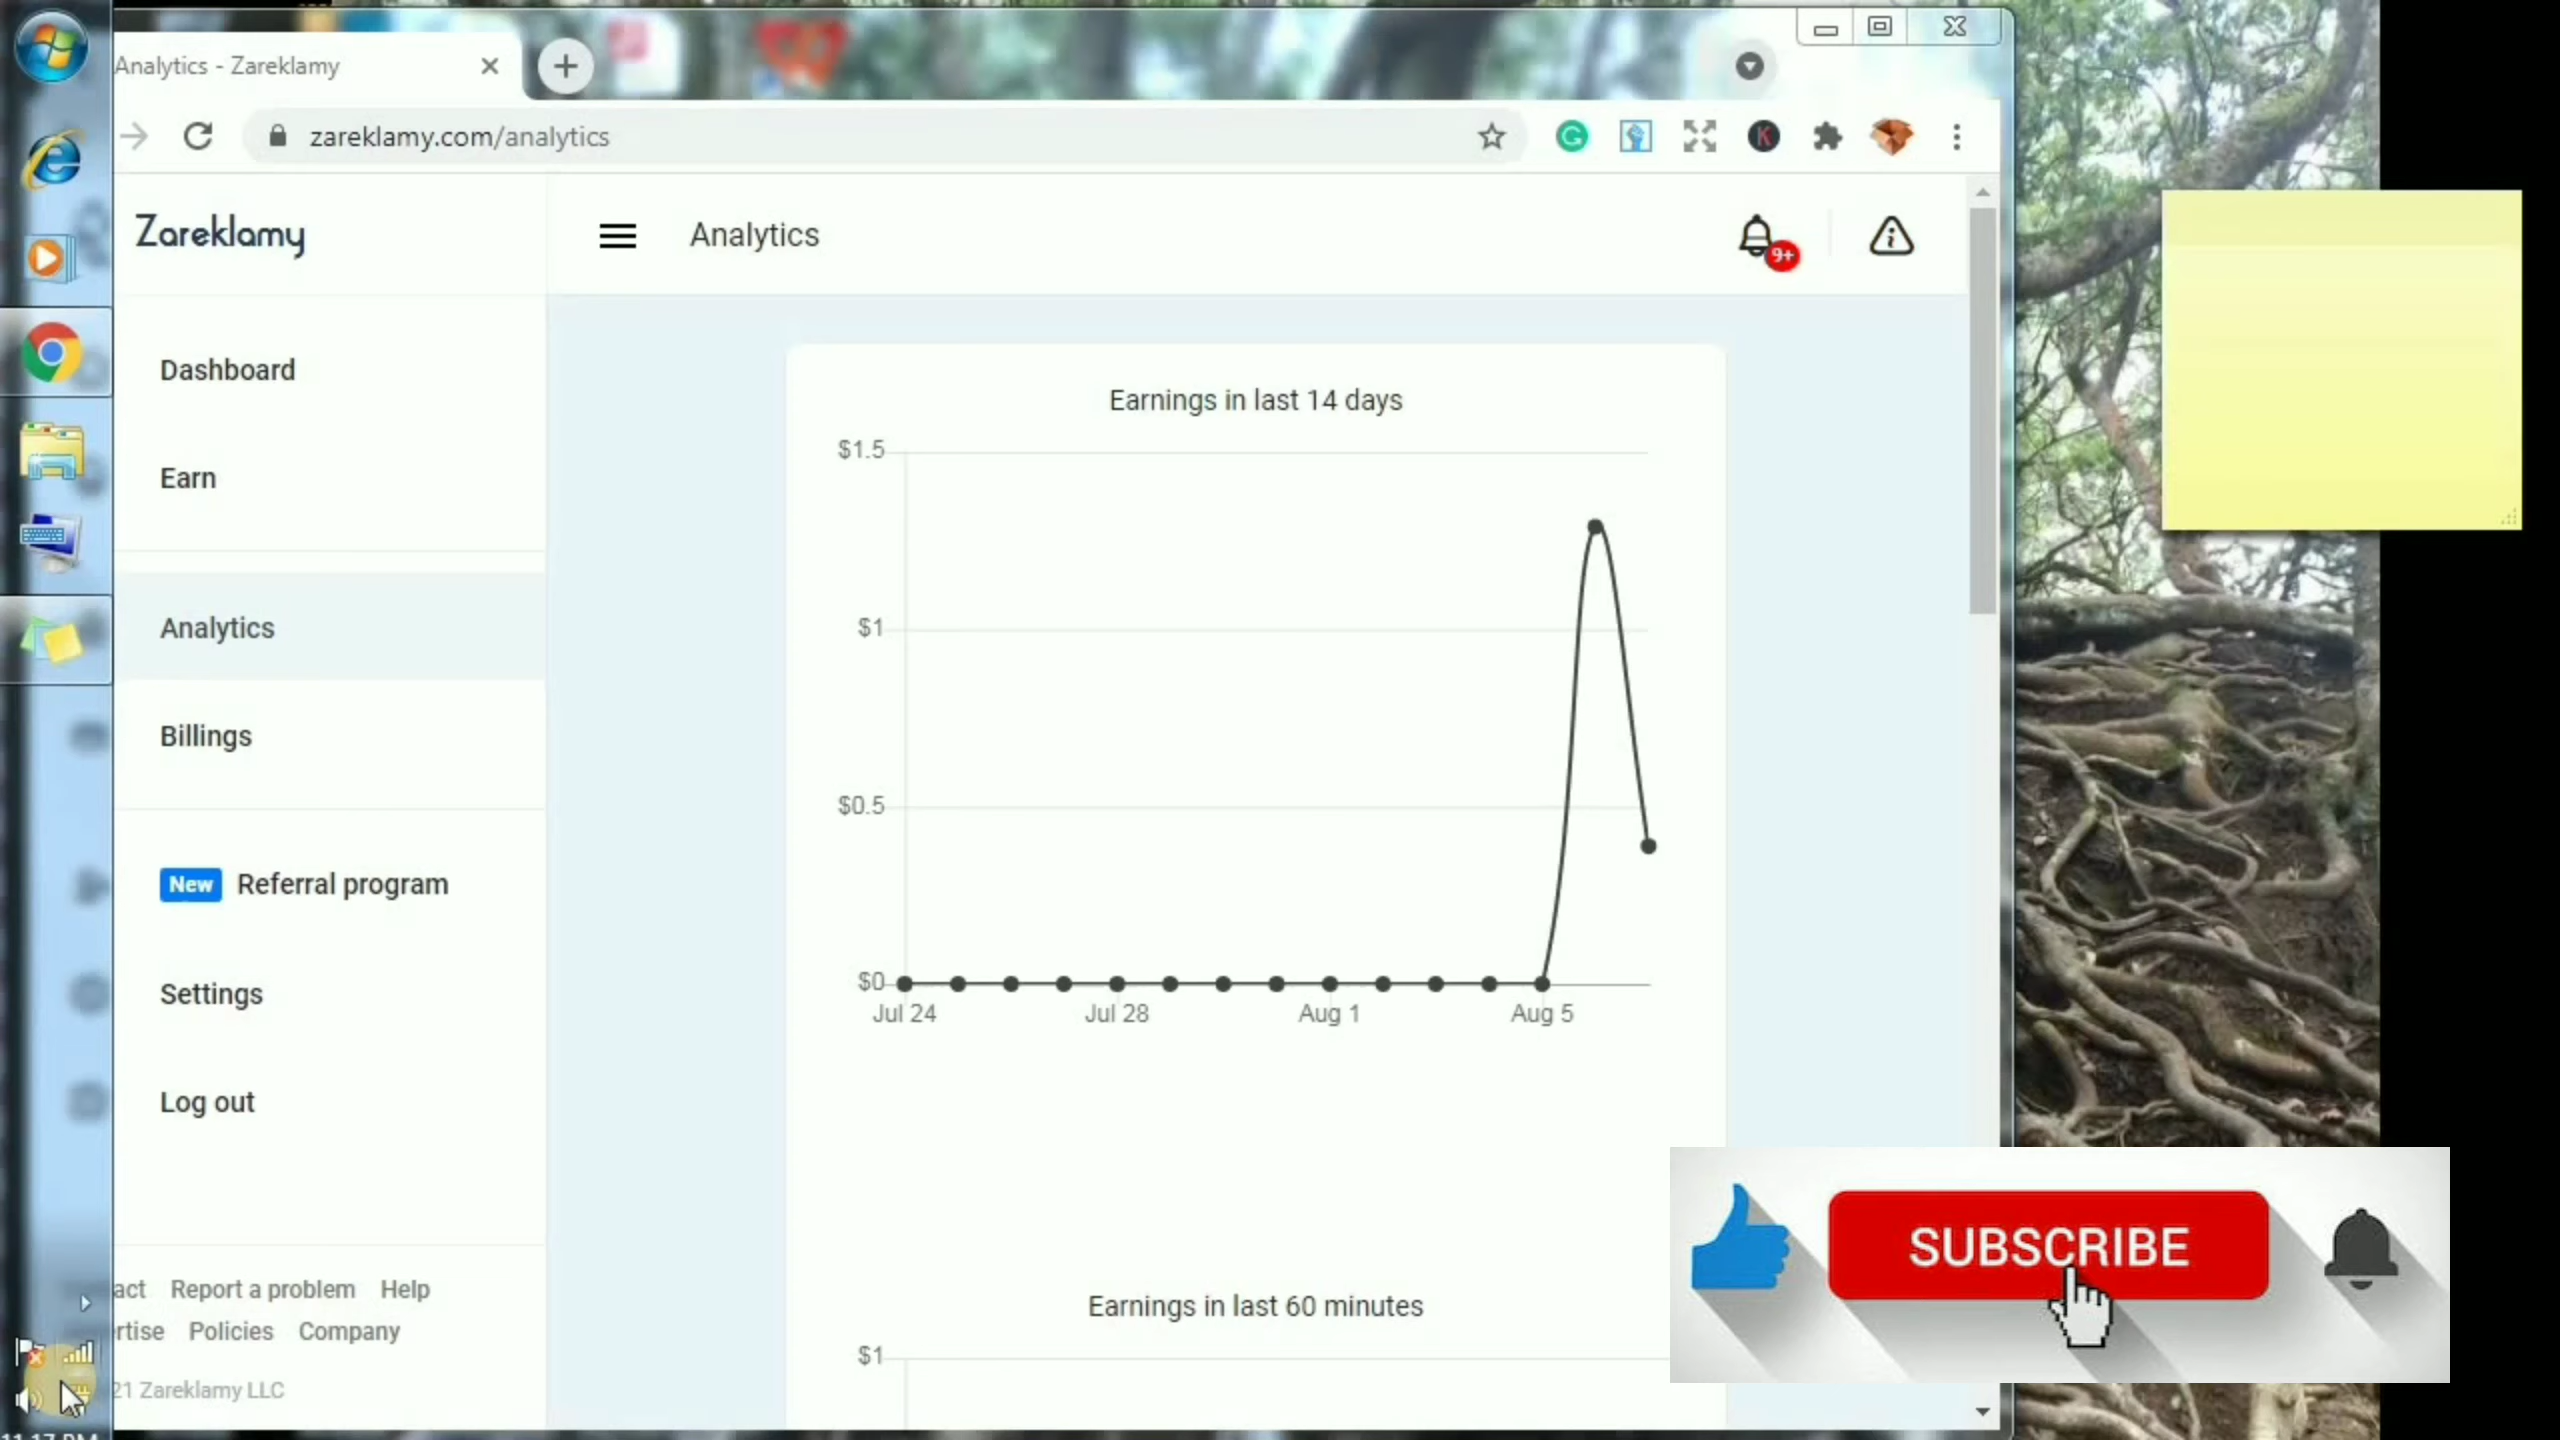 Analytics - Zareklamy
zareklamy.com/analytics
Zareklamy
Analytics
9+
Dashboard
Earn
Analytics
Billings
New Referral program
Settings
Log out
Report a problem Help
Policies Company
21 Zareklamy LLC
Earnings in last 14 days
$1.5
$1
$0.5
$0
Jul 24 Jul 28 Aug 1 Aug 5
Earnings in last 60 minutes
$1
SUBSCRIBE